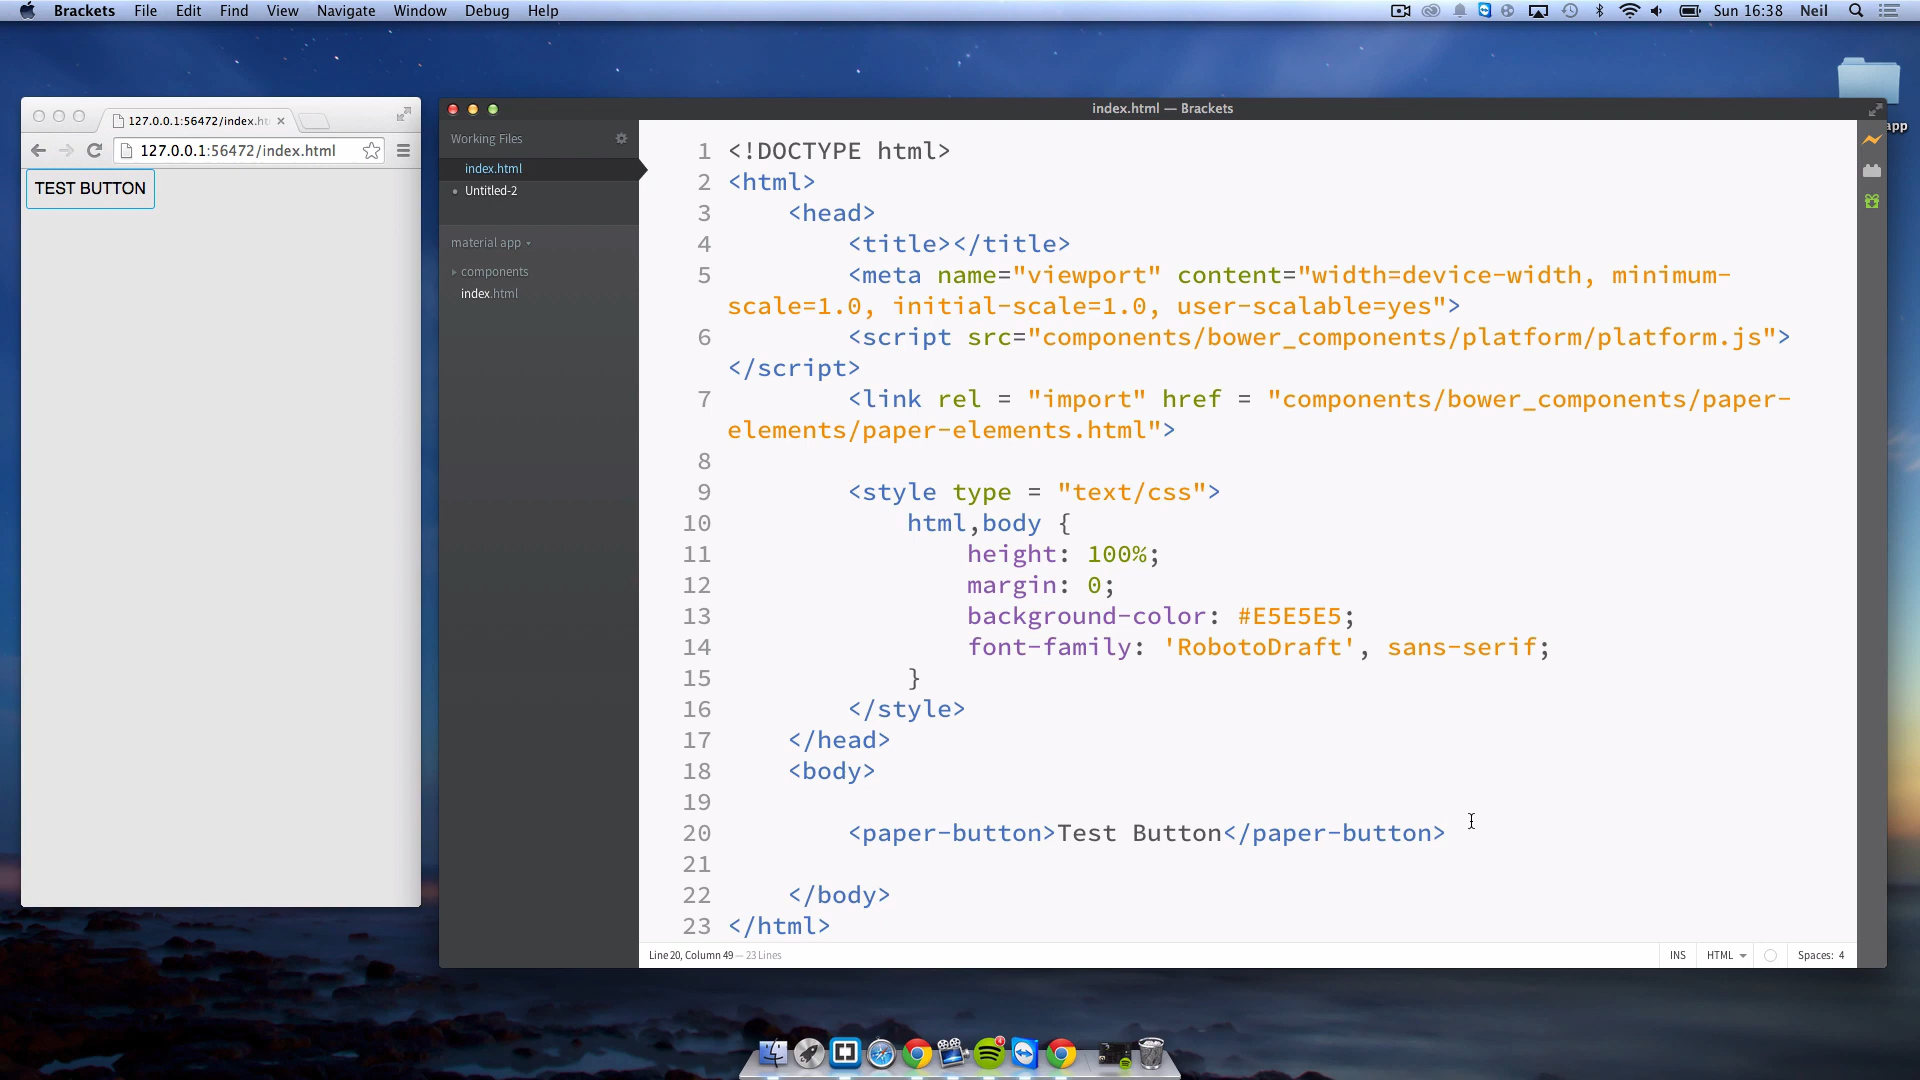 Brackets File Edit Find View Navigate Window Debug Help
Sun 16:38 Neil
127.0.0.1:56472/index.h
127.0.0.1:56472/index.html
TEST BUTTON
app
index.html — Brackets
Working Files
index.html
Untitled-2
material app
components
index.html
1 <!DOCTYPE html>
2 <html>
3 <head>
4 <title></title>
5 <meta name="viewport" content="width=device-width, minimum-
scale=1.0, initial-scale=1.0, user-scalable=yes">
6 <script src="components/bower_components/platform/platform.js">
</script>
7 <link rel = "import" href = "components/bower_components/paper-
elements/paper-elements.html">
8
9 <style type = "text/css">
10 html,body {
11 height: 100%;
12 margin: 0;
13 background-color: #E5E5E5;
14 font-family: 'RobotoDraft', sans-serif;
15 }
16 </style>
17 </head>
18 <body>
19
20 <paper-button>Test Button</paper-button>
21
22 </body>
23 </html>
Line 20, Column 49 — 23 Lines
INS HTML Spaces: 4
4